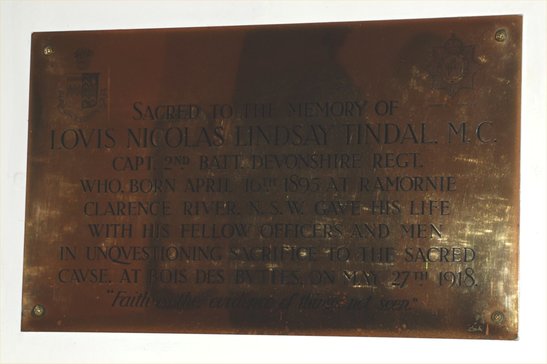 SACRED TO THE MEMORY OF
LOVIS NICOLAS LINDSAY TINDAL. M.C.
CAPT. 2ND BATT. DEVONSHIRE REGT.
WHO, BORN APRIL 16TH 1895 AT RAMORNIE
CLARENCE RIVER, N.S.W. GAVE HIS LIFE
WITH HIS FELLOW OFFICERS AND MEN
IN VNQVESTIONING SACRIFICE TO THE SACRED
CAVSE, AT BOIS DES BVTTES, ON MAY 27TH 1918.
"Faith is the evidence of things not seen."